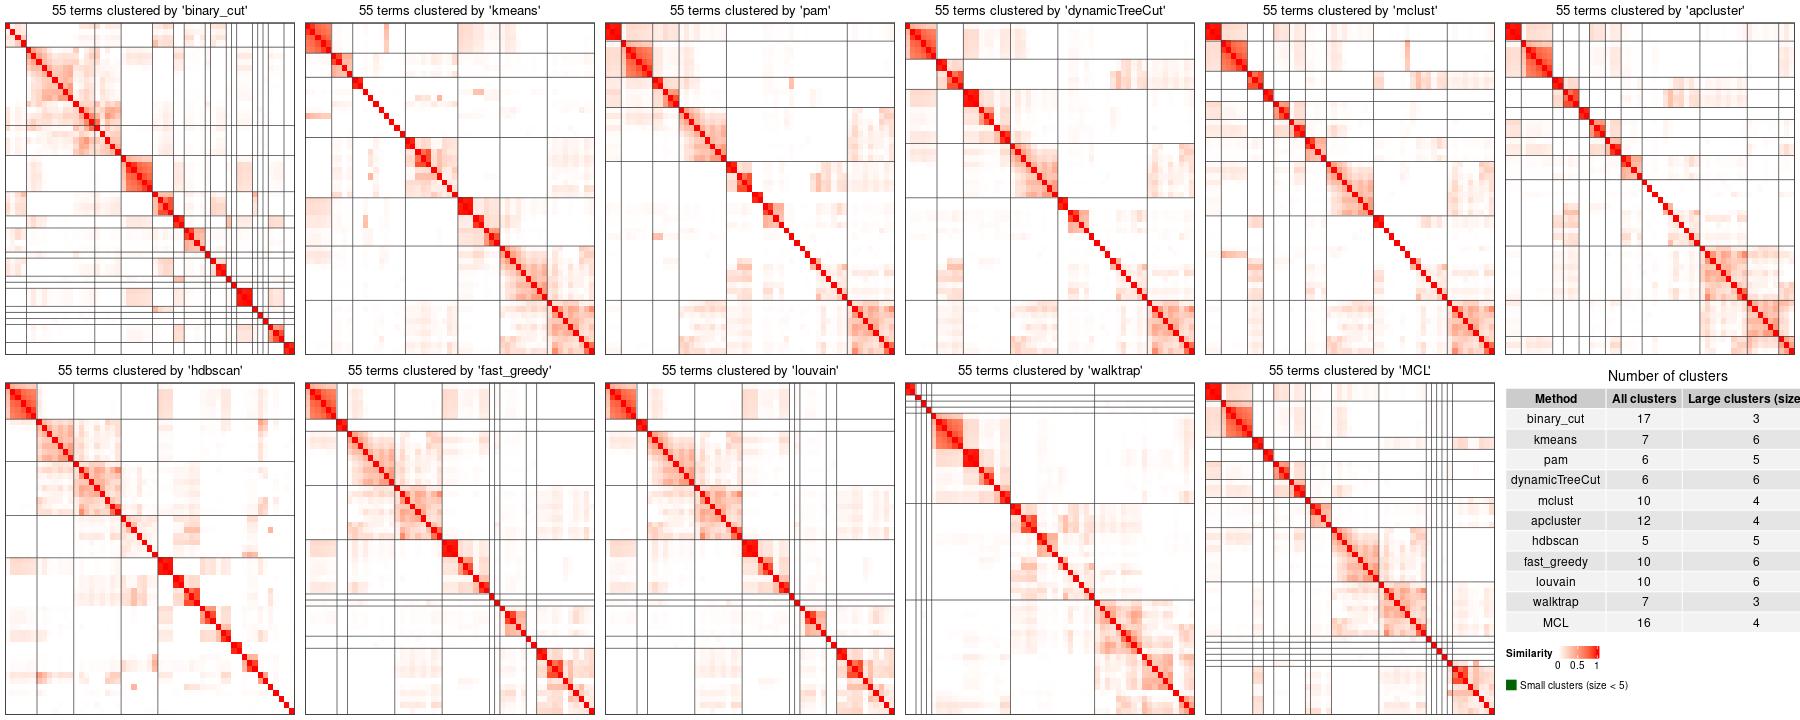 55 terms clustered by 'binary_cut'
55 terms clustered by 'kmeans'
55 terms clustered by 'pam'
55 terms clustered by 'dynamicTreeCut'
55 terms clustered by 'mclust'
55 terms clustered by 'apcluster'
55 terms clustered by 'hdbscan'
55 terms clustered by 'fast_greedy'
55 terms clustered by 'louvain'
55 terms clustered by 'walktrap'
55 terms clustered by 'MCL'
Number of clusters
Method All clusters Large clusters (size
binary_cut 17 3
kmeans 7 6
pam 6 5
dynamicTreeCut 6 6
mclust 10 4
apcluster 12 4
hdbscan 5 5
fast_greedy 10 6
louvain 10 6
walktrap 7 3
MCL 16 4
Similarity
0 0.5 1
Small clusters (size < 5)